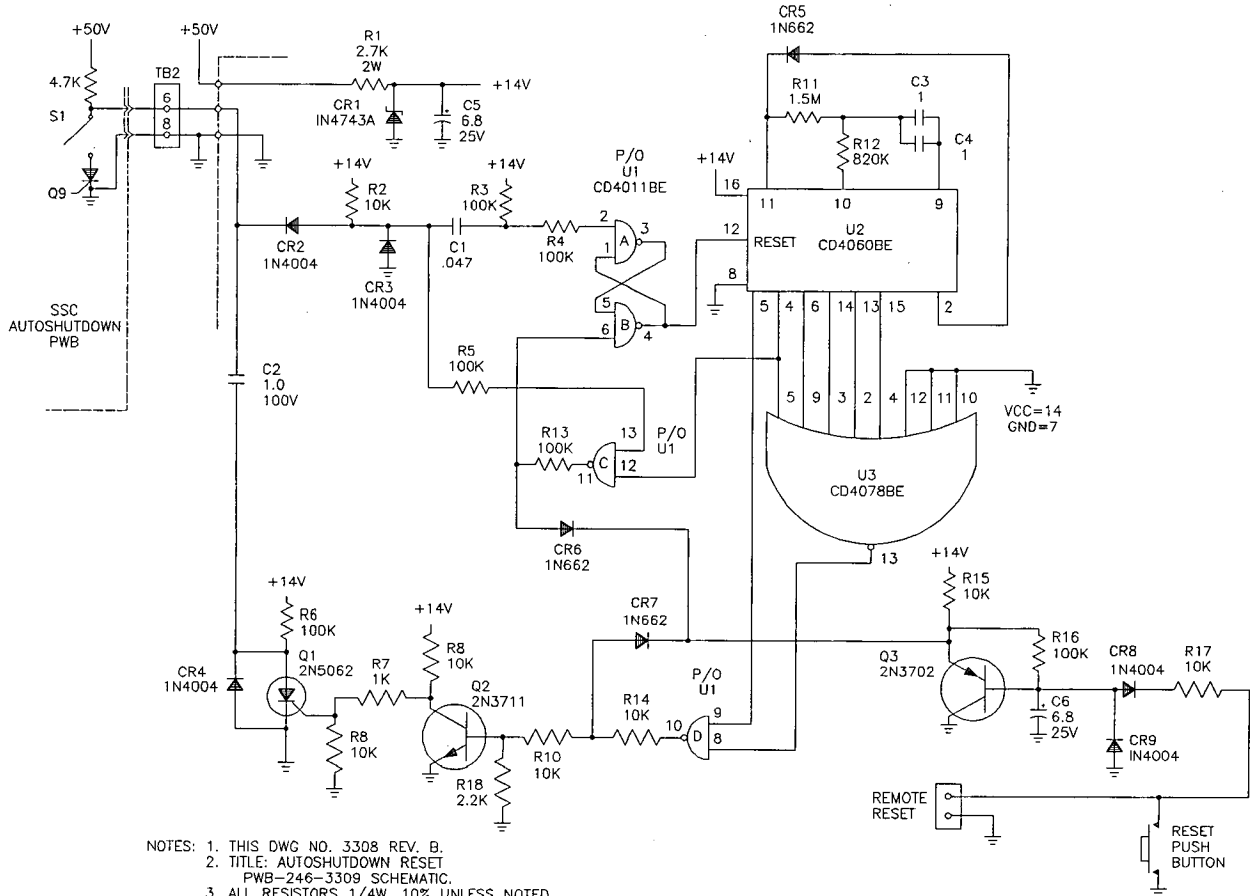 +50V
4.7K
S1
Q9
TB2
6
8
+50V
R1
2.7K
2W
+14V
CR1
IN4743A
C5
6.8
25V
CR5
1N662
R11
1.5M
C3
1
C4
1
R12
820K
+14V
16
11
10
9
12
RESET
U2
CD4060BE
8
5
4
6
14
13
15
2
+14V
R2
10K
+14V
R3
100K
CR2
1N4004
CR3
1N4004
C1
.047
R4
100K
P/O
U1
CD4011BE
2
3
A
1
5
B
6
4
SSC
AUTOSHUTDOWN
PWB
C2
1.0
100V
R5
100K
R13
100K
13
P/O
U1
C
12
11
5
9
3
2
4
12
11
10
VCC=14
GND=7
U3
CD4078BE
13
CR6
1N662
+14V
R6
100K
Q1
2N5062
CR4
1N4004
R7
1K
R8
10K
+14V
R8
10K
Q2
2N3711
R18
2.2K
R10
10K
CR7
1N662
R14
10K
P/O
U1
10
D
9
8
+14V
R15
10K
Q3
2N3702
R16
100K
CR8
1N4004
R17
10K
C6
6.8
25V
CR9
IN4004
REMOTE
RESET
RESET
PUSH
BUTTON
NOTES: 1. THIS DWG NO. 3308 REV. B.
2. TITLE: AUTOSHUTDOWN RESET
PWB-246-3309 SCHEMATIC.
3. ALL RESISTORS 1/4W, 10% UNLESS NOTED